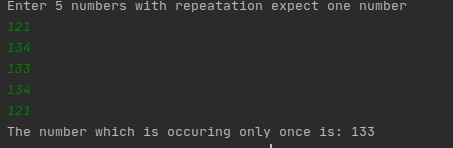 Enter 5 numbers with repeatation expect one number
121
134
133
134
121
The number which is occuring only once is: 133